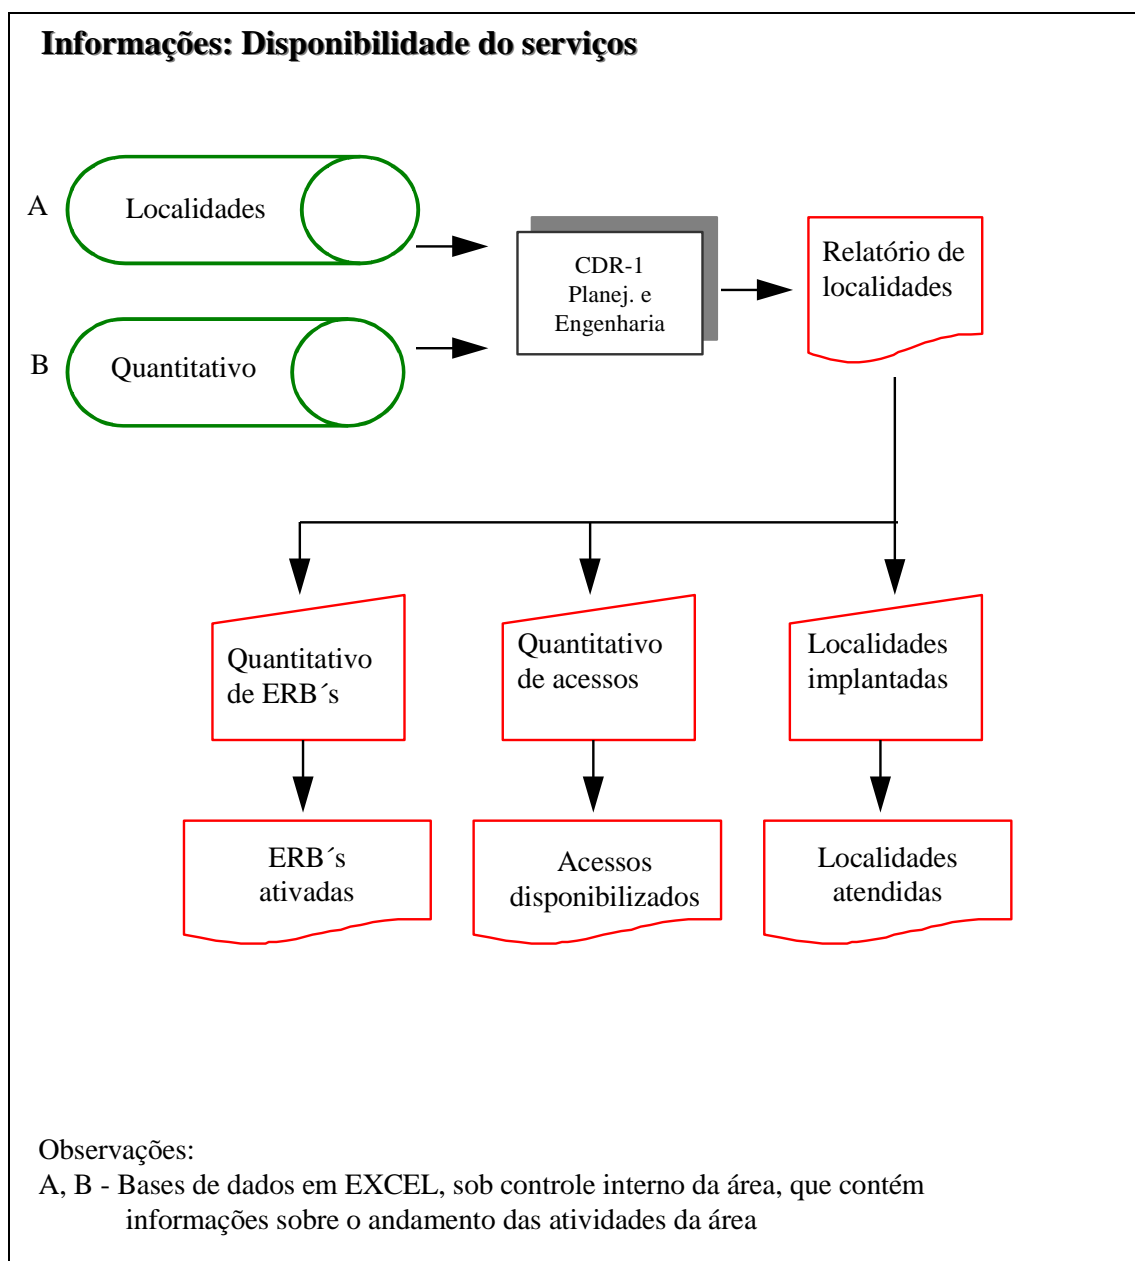 Informações: Disponibilidade do serviços
A
Localidades
B
Quantitativo
CDR-1
Planej. e
Engenharia
Relatório de
localidades
Quantitativo
de ERB´s
Quantitativo
de acessos
Localidades
implantadas
ERB´s
ativadas
Acessos
disponibilizados
Localidades
atendidas
Observações:
A, B - Bases de dados em EXCEL, sob controle interno da área, que contém
informações sobre o andamento das atividades da área